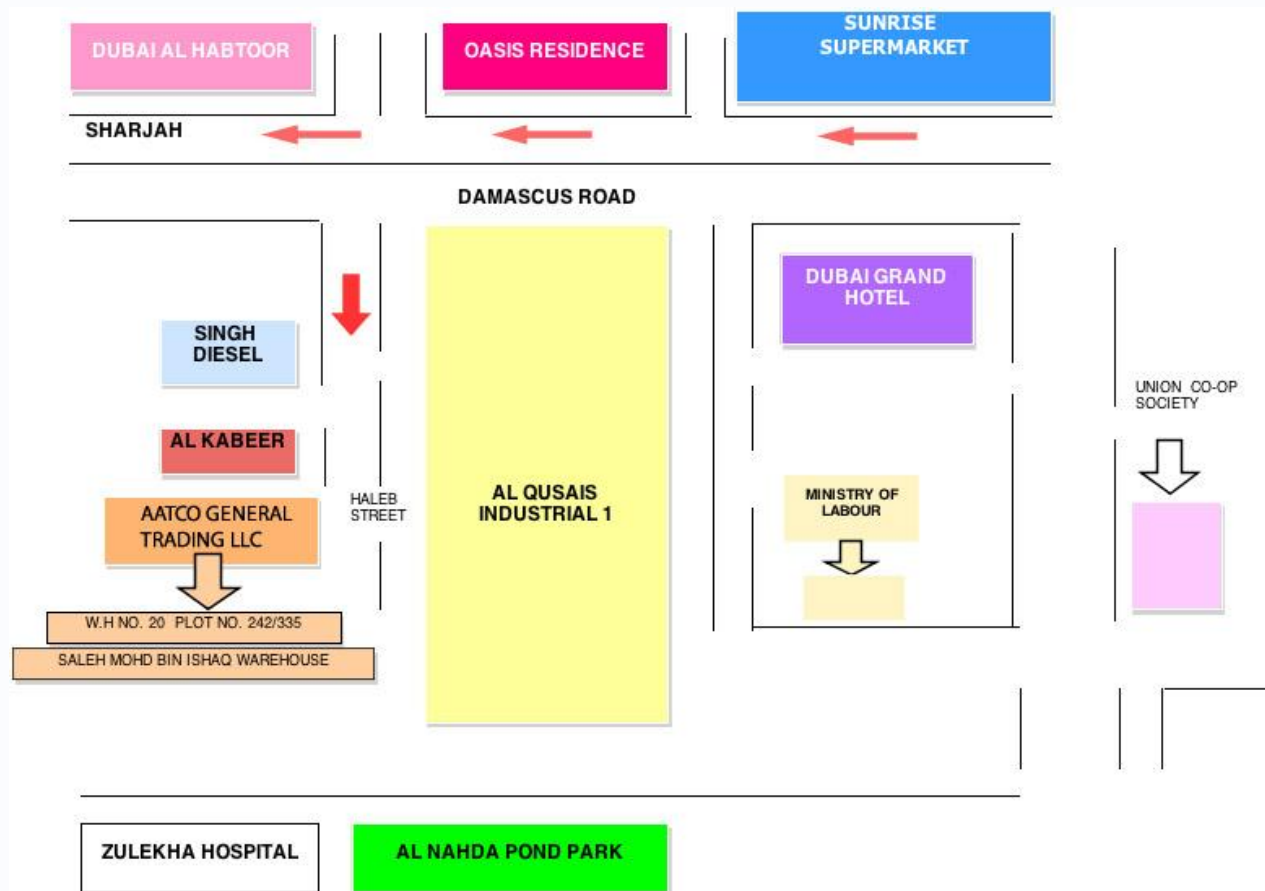 DUBAI AL HABTOOR
OASIS RESIDENCE
SUNRISE
SUPERMARKET
SHARJAH
DAMASCUS ROAD
DUBAI GRAND
HOTEL
SINGH
DIESEL
UNION CO-OP
SOCIETY
AL KABEER
HALEB
STREET
AL QUSAIS
INDUSTRIAL 1
MINISTRY OF
LABOUR
AATCO GENERAL
TRADING LLC
W.H NO. 20 PLOT NO. 242/335
SALEH MOHD BIN ISHAQ WAREHOUSE
ZULEKHA HOSPITAL
AL NAHDA POND PARK